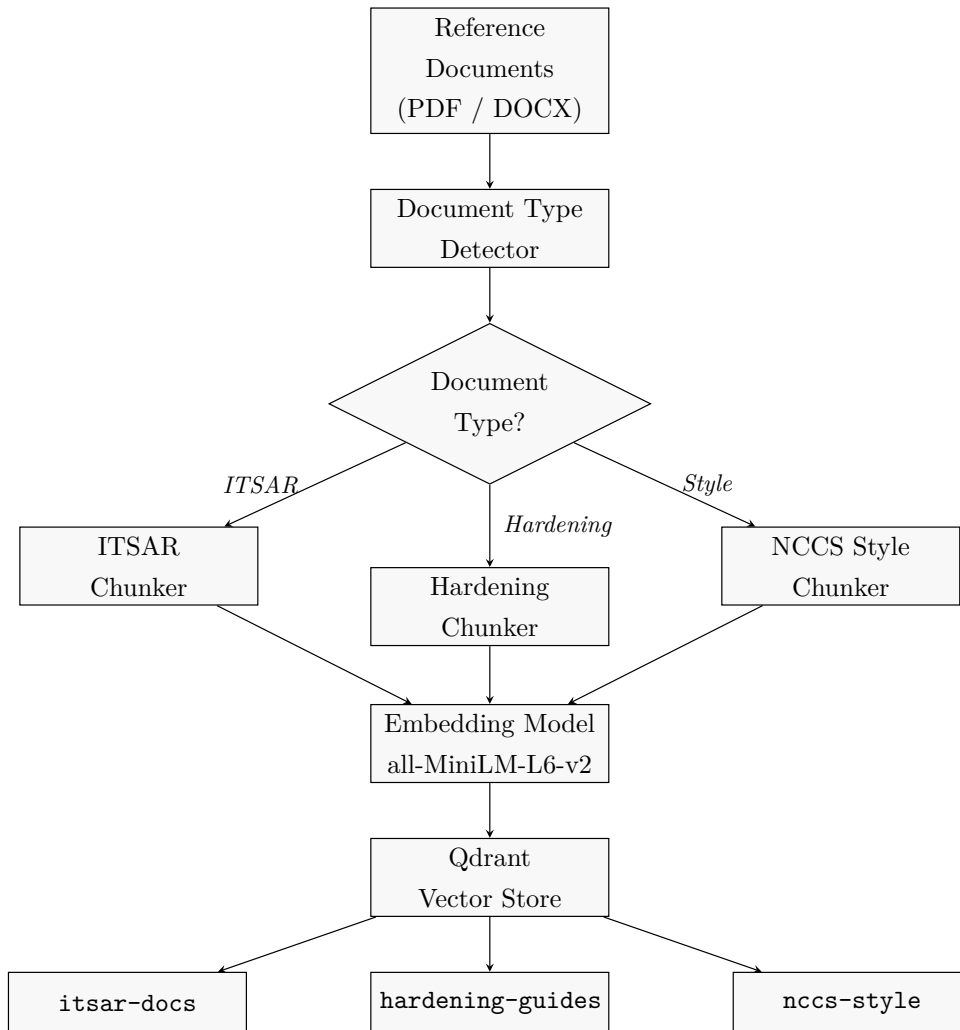 Reference
Documents
(PDF / DOCX)
Document Type
Detector
Document
Type?
ITSAR
Hardening
Style
ITSAR
Chunker
Hardening
Chunker
NCCS Style
Chunker
Embedding Model
all-MiniLM-L6-v2
Qdrant
Vector Store
itsar-docs
hardening-guides
nccs-style